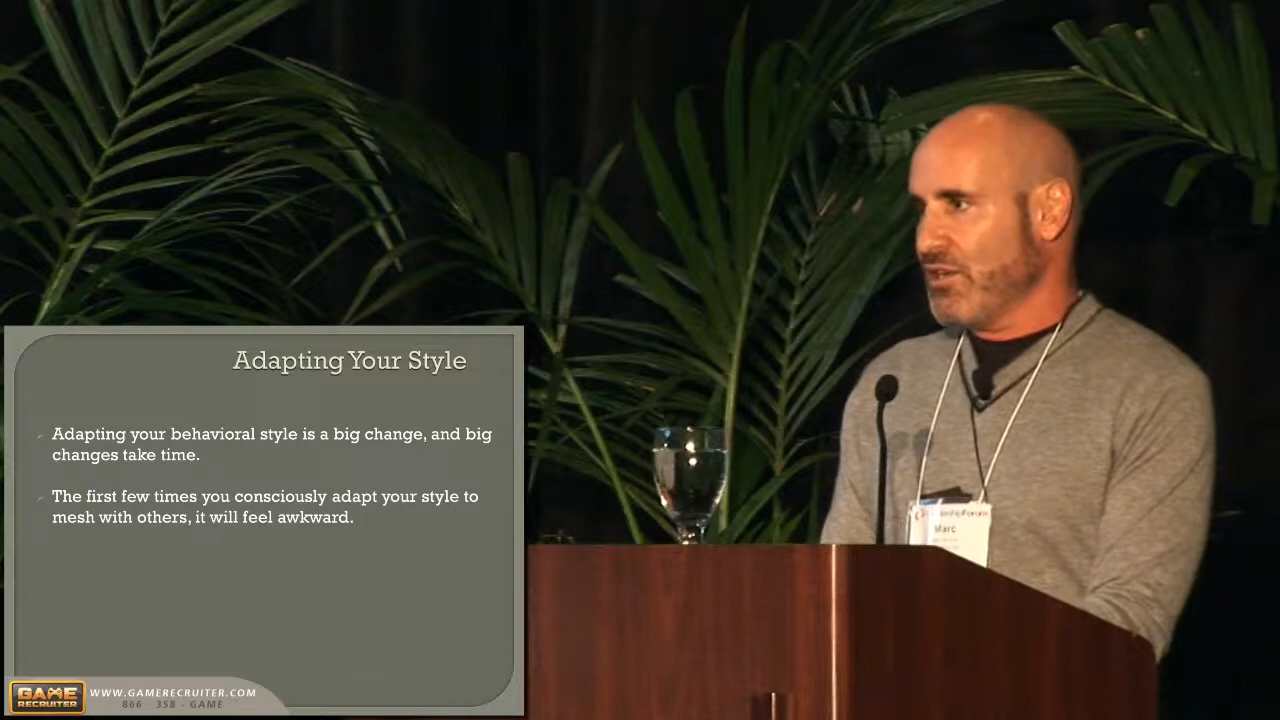 Adapting Your Style
Adapting your behavioral style is a big change, and big
changes take time.
The first few times you consciously adapt your style to
mesh with others, it will feel awkward.
GAME
RECRUITER
WWW.GAMERECRUITER.COM
866 - 358 - GAME
Marc